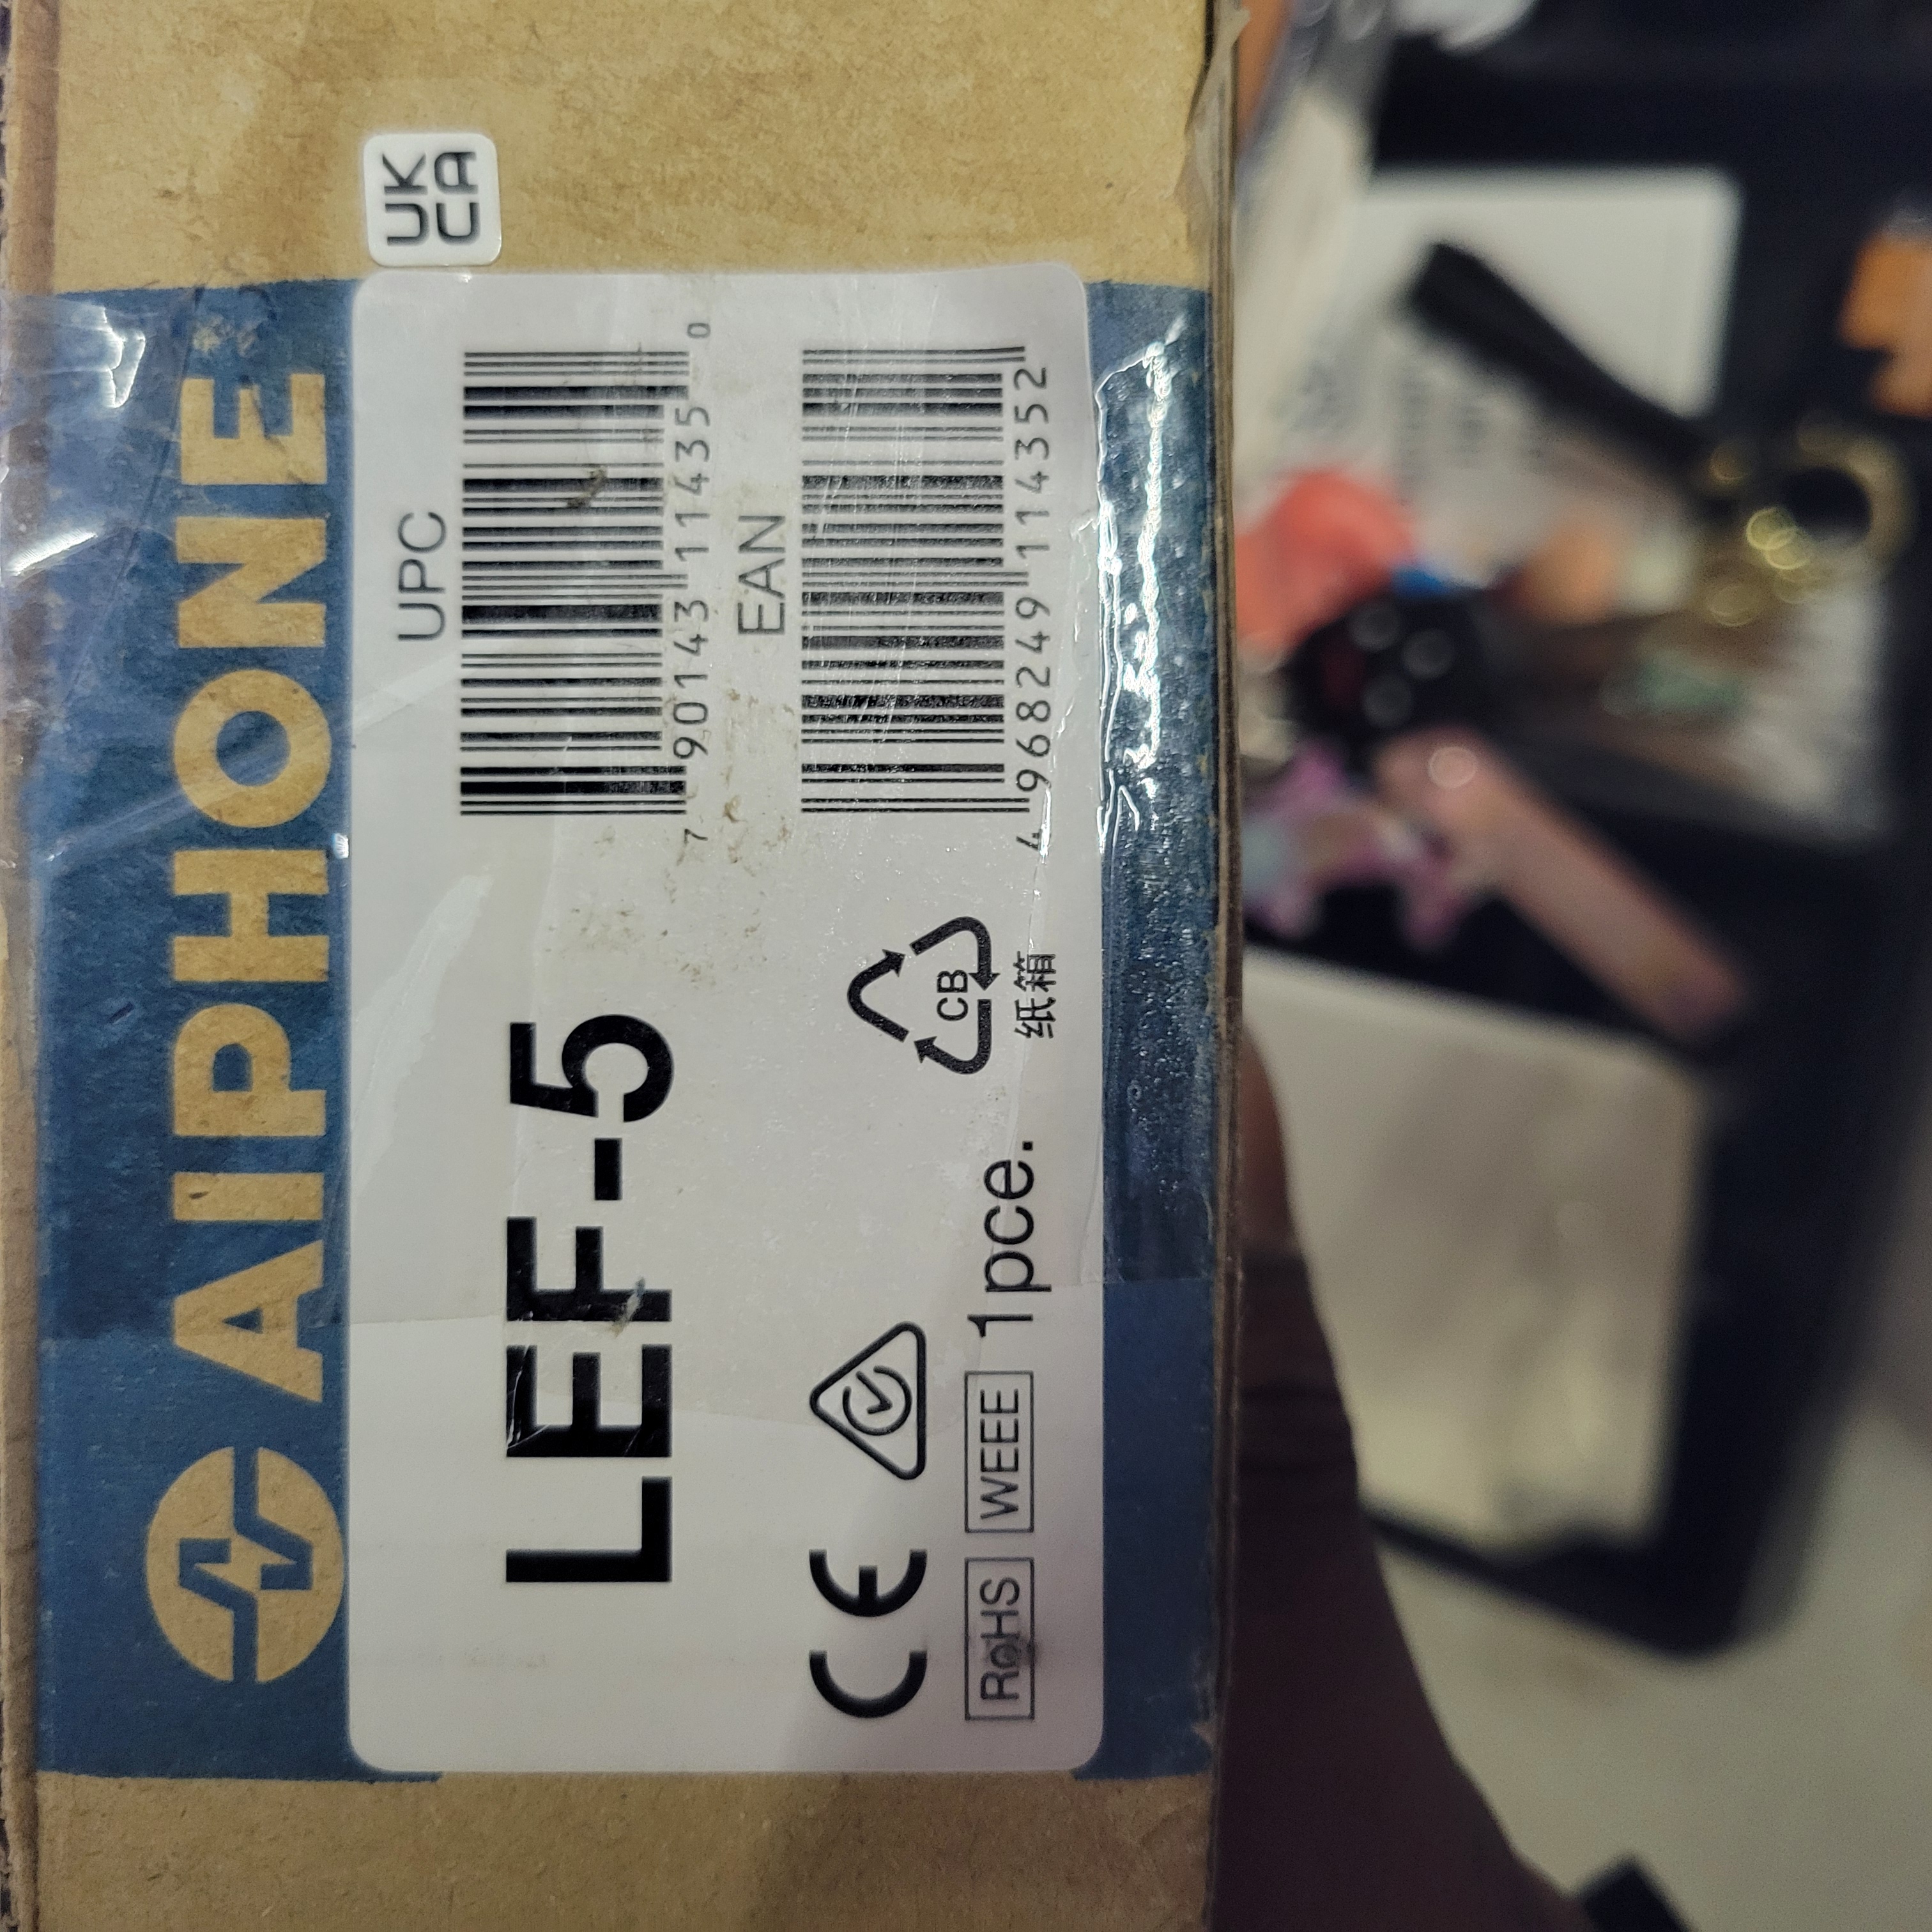 AIPHONE
UK
CA
LEF-5
UPC
7 90143 11435 0
EAN
4 968249 114352
CE
CB
纸箱
RoHS WEEE 1pce.